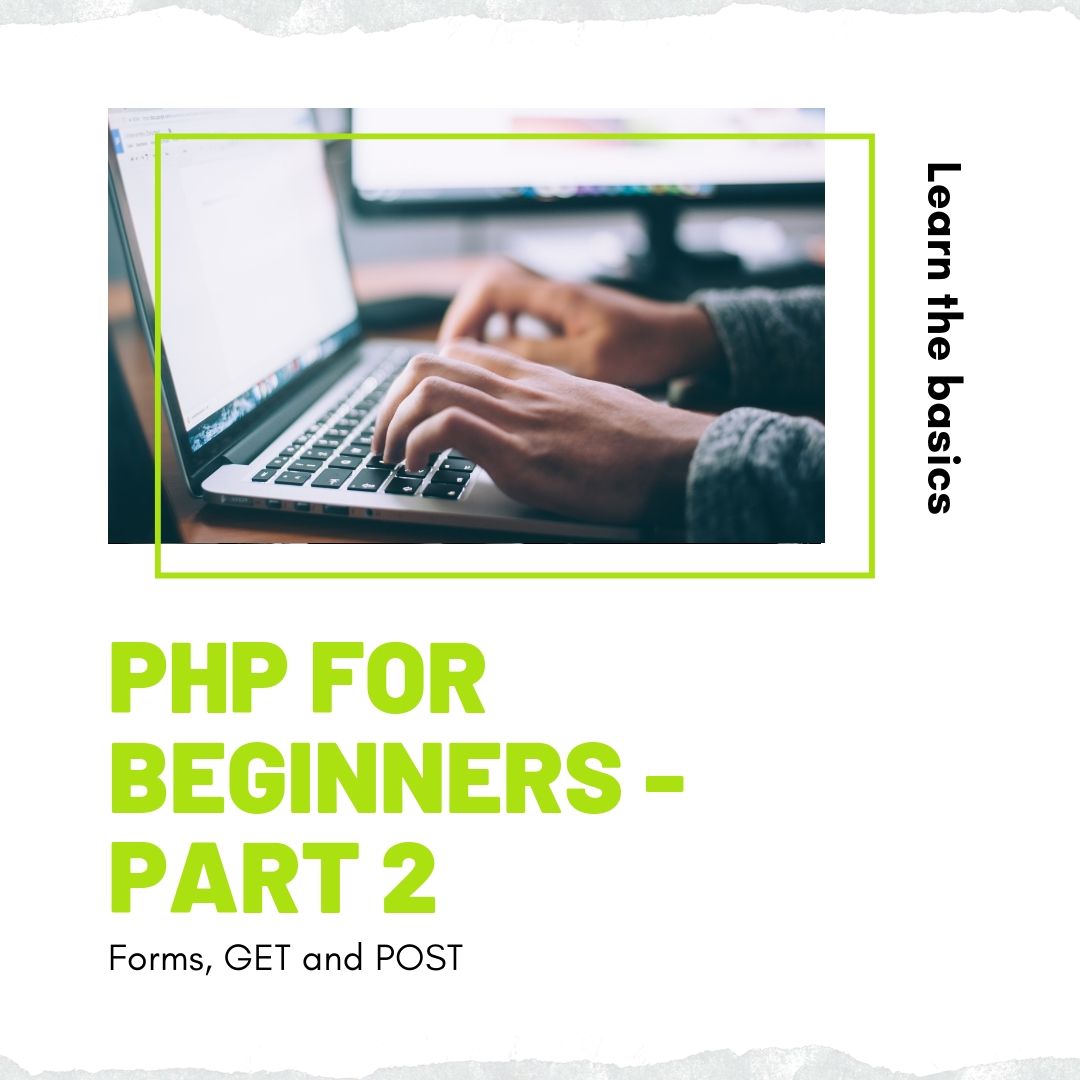 Learn the basics
PHP FOR
BEGINNERS -
PART 2
Forms, GET and POST